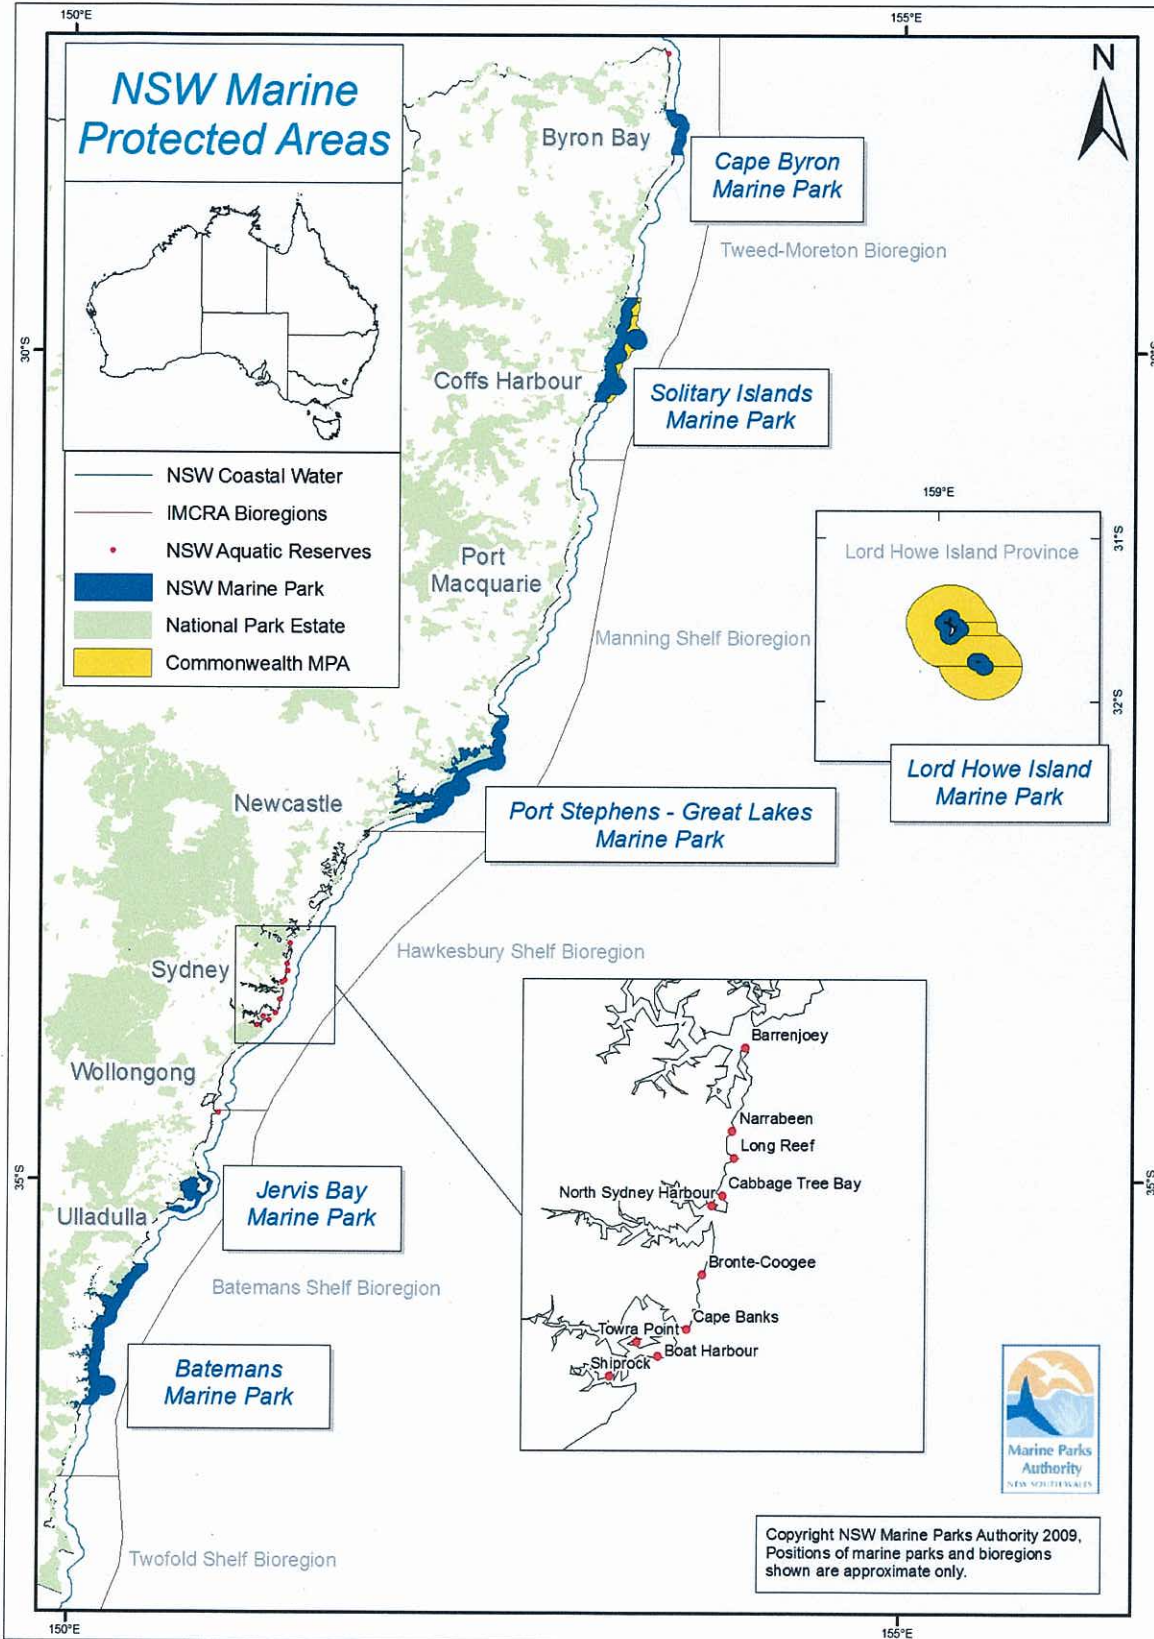 150°E
155°E
NSW Marine
Protected Areas
N
Byron Bay
Cape Byron
Marine Park
Tweed-Moreton Bioregion
30°S
Coffs Harbour
Solitary Islands
Marine Park
NSW Coastal Water
IMCRA Bioregions
NSW Aquatic Reserves
NSW Marine Park
National Park Estate
Commonwealth MPA
159°E
31°S
Lord Howe Island Province
Port
Macquarie
Manning Shelf Bioregion
32°S
Lord Howe Island
Marine Park
Newcastle
Port Stephens - Great Lakes
Marine Park
Hawkesbury Shelf Bioregion
Sydney
Barrenjoey
Wollongong
Narrabeen
Long Reef
Cabbage Tree Bay
North Sydney Harbour
35°S
35°S
Jervis Bay
Marine Park
Ulladulla
Bronte-Coogee
Batemans Shelf Bioregion
Cape Banks
Towra Point
Boat Harbour
Shiprock
Batemans
Marine Park
Marine Parks
Authority
NEW SOUTH WALES
Copyright NSW Marine Parks Authority 2009,
Positions of marine parks and bioregions
shown are approximate only.
Twofold Shelf Bioregion
150°E
155°E